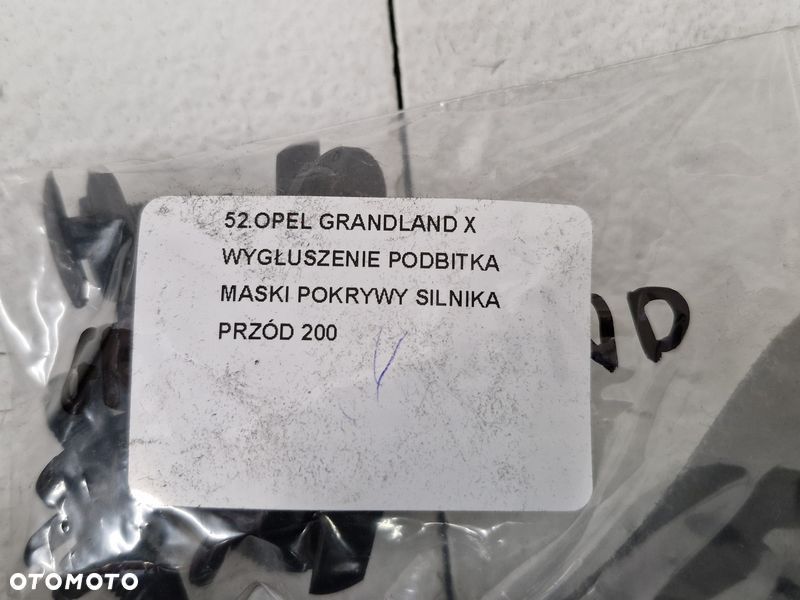 52.OPEL GRANDLAND X
WYGŁUSZENIE PODBITKA
MASKI POKRYWY SILNIKA
PRZÓD 200
OTOMOTO